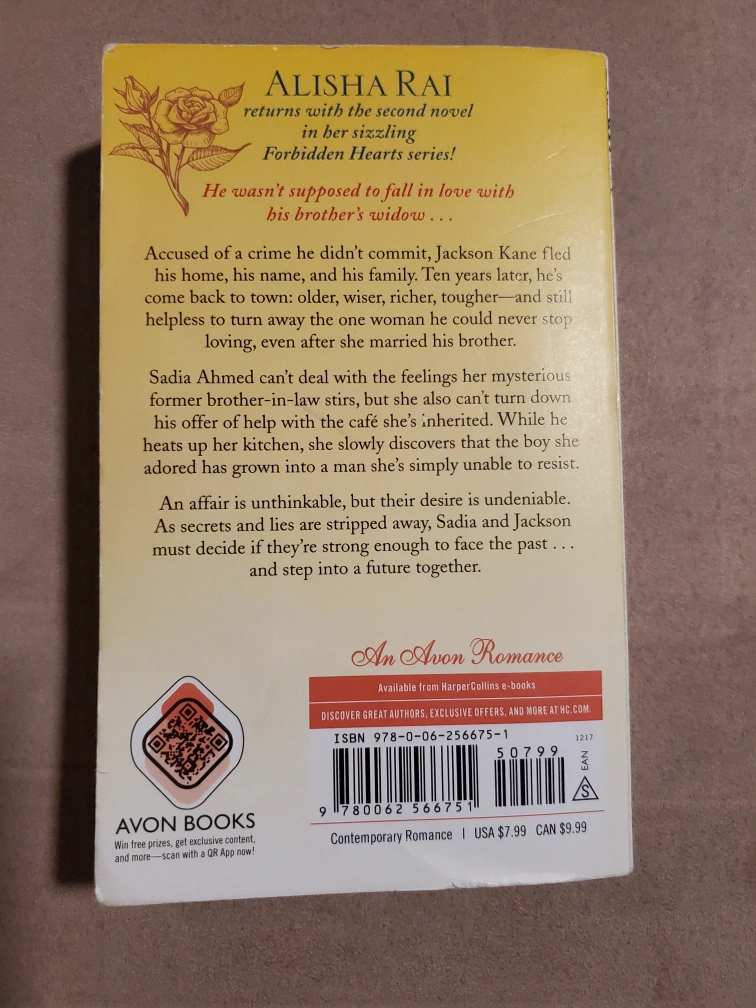 ALISHA RAI
returns with the second novel
in her sizzling
Forbidden Hearts series!
He wasn't supposed to fall in love with
his brother's widow . . .
Accused of a crime he didn't commit, Jackson Kane fled
his home, his name, and his family. Ten years later, he's
come back to town: older, wiser, richer, tougher—and still
helpless to turn away the one woman he could never stop
loving, even after she married his brother.
Sadia Ahmed can't deal with the feelings her mysterious
former brother-in-law stirs, but she also can't turn down
his offer of help with the café she's inherited. While he
heats up her kitchen, she slowly discovers that the boy she
adored has grown into a man she's simply unable to resist.
An affair is unthinkable, but their desire is undeniable.
As secrets and lies are stripped away, Sadia and Jackson
must decide if they're strong enough to face the past . . .
and step into a future together.
An Avon Romance
Available from HarperCollins e-books
DISCOVER GREAT AUTHORS, EXCLUSIVE OFFERS, AND MORE AT HC.COM.
ISBN 978-0-06-256675-1
50799
1217
EAN
S
9 780062 566751
Contemporary Romance | USA $7.99 CAN $9.99
AVON BOOKS
Win free prizes, get exclusive content,
and more—scan with a QR App now!